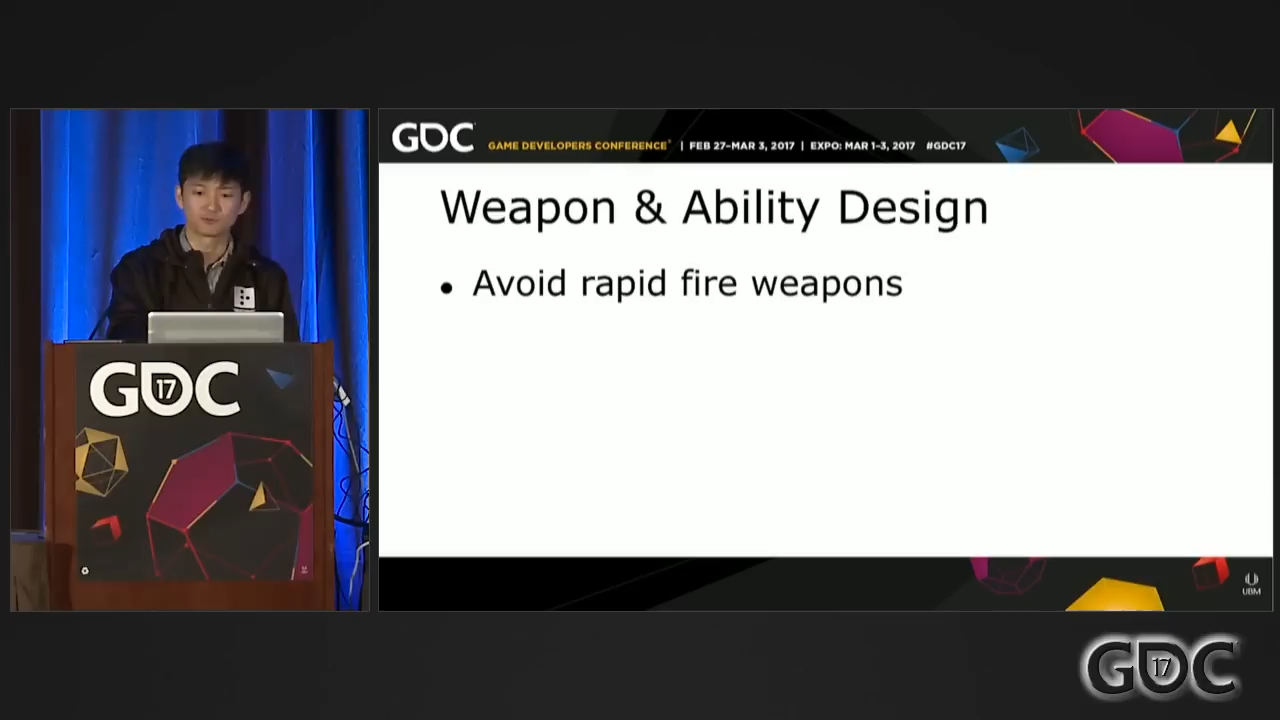 GDC
GAME DEVELOPERS CONFERENCE® | FEB 27–MAR 3, 2017 | EXPO: MAR 1–3, 2017 #GDC17
Weapon & Ability Design
• Avoid rapid fire weapons
GDC
17
UBM
GDC
17